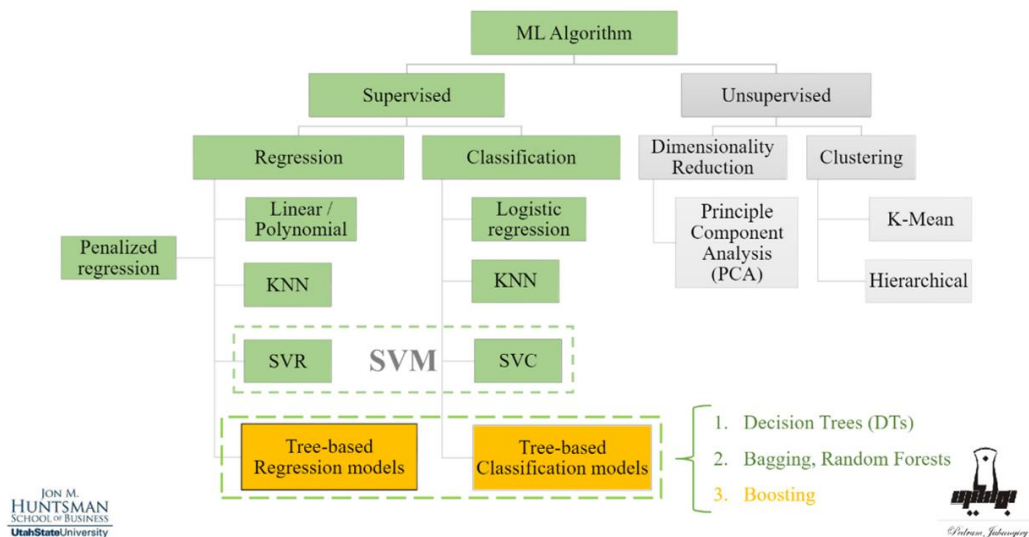 ML Algorithm
Supervised
Unsupervised
Regression
Classification
Dimensionality
Reduction
Clustering
Linear /
Polynomial
Logistic
regression
Principle
Component
Analysis
(PCA)
K-Mean
Penalized
regression
KNN
KNN
Hierarchical
SVR
SVM
SVC
Tree-based
Regression models
Tree-based
Classification models
1. Decision Trees (DTs)
2. Bagging, Random Forests
3. Boosting
JON M.
HUNTSMAN
SCHOOL OF BUSINESS
UtahStateUniversity
Pedram Jahangiry